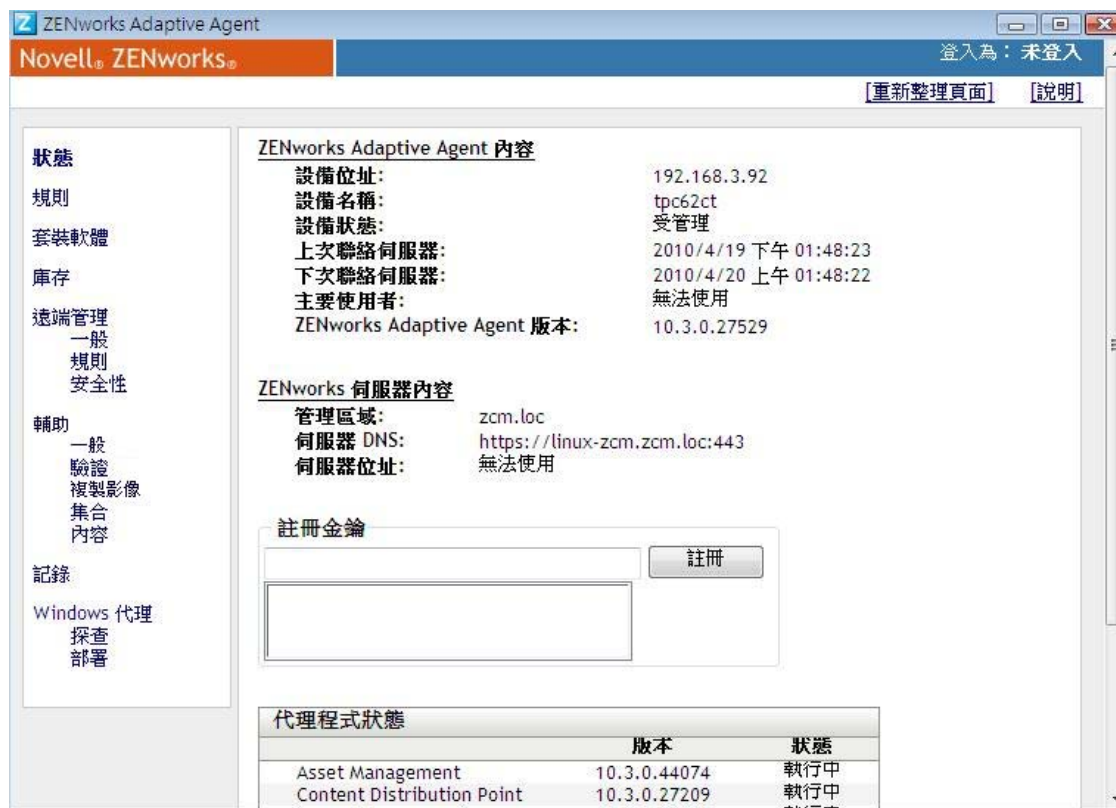 ZENworks Adaptive Agent
Novell® ZENworks®
登入為： 未登入
[重新整理頁面] [說明]
狀態
規則
套裝軟體
庫存
遠端管理
一般
規則
安全性
輔助
一般
驗證
複製影像
集合
內容
記錄
Windows 代理
探查
部署
ZENworks Adaptive Agent 內容
設備位址: 192.168.3.92
設備名稱: tpc62ct
設備狀態: 受管理
上次聯絡伺服器: 2010/4/19 下午 01:48:23
下次聯絡伺服器: 2010/4/20 上午 01:48:22
主要使用者: 無法使用
ZENworks Adaptive Agent 版本: 10.3.0.27529
ZENworks 伺服器內容
管理區域: zcm.loc
伺服器 DNS: https://linux-zcm.zcm.loc:443
伺服器位址: 無法使用
註冊金鑰
註冊
代理程式狀態
版本 狀態
Asset Management 10.3.0.44074 執行中
Content Distribution Point 10.3.0.27209 執行中